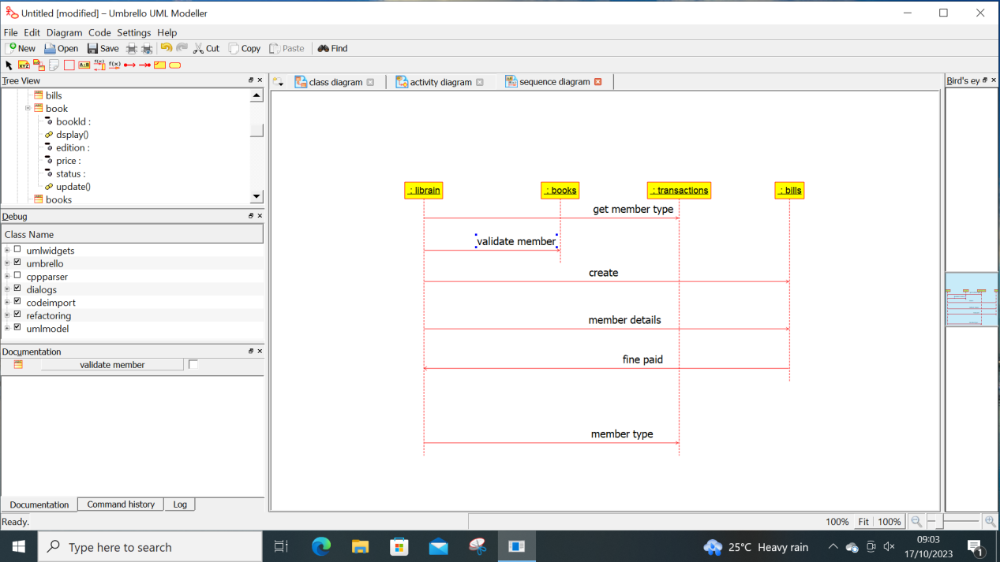 Untitled [modified] – Umbrello UML Modeller
File Edit Diagram Code Settings Help
New Open Save Cut Copy Paste Find
XYZ A:B f(x) f(x)
Tree View
class diagram activity diagram sequence diagram
Bird's ey
bills
book
bookId :
dsplay()
edition :
price :
status :
update()
books
Debug
Class Name
umlwidgets
umbrello
cppparser
dialogs
codeimport
refactoring
umlmodel
Documentation
validate member
Documentation Command history Log
: librain : books : transactions : bills
get member type
validate member
create
member details
fine paid
member type
Ready.
100% Fit 100%
Type here to search
25°C Heavy rain
09:03
17/10/2023
1